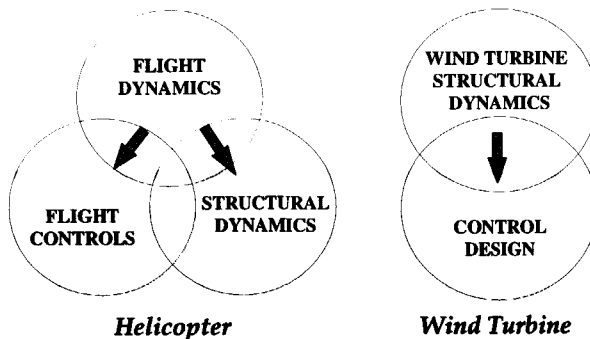 FLIGHT
DYNAMICS
FLIGHT
CONTROLS
STRUCTURAL
DYNAMICS
Helicopter
WIND TURBINE
STRUCTURAL
DYNAMICS
CONTROL
DESIGN
Wind Turbine